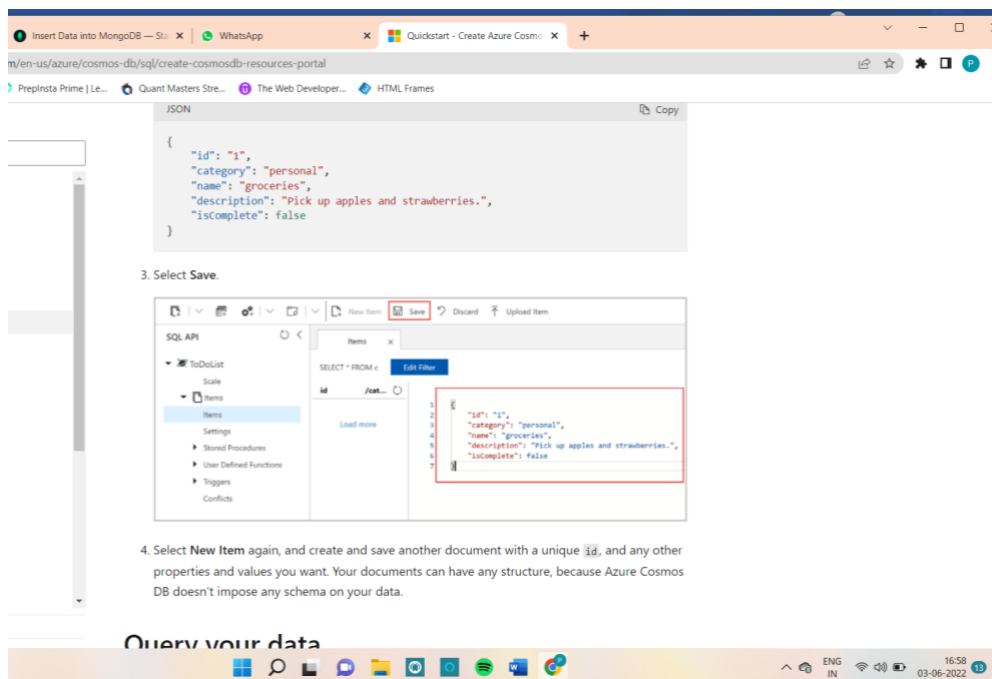 Insert Data into MongoDB — Sta
WhatsApp
Quickstart - Create Azure Cosmo
m/en-us/azure/cosmos-db/sql/create-cosmosdb-resources-portal
P
PrepInsta Prime | Le...
Quant Masters Stre...
The Web Developer...
HTML Frames
JSON
Copy
{
"id": "1",
"category": "personal",
"name": "groceries",
"description": "Pick up apples and strawberries.",
"isComplete": false
}
3. Select Save.
New Item
Save
Discard
Upload Item
SQL API
Items
ToDoList
SELECT * FROM c
Edit Filter
Scale
id
/cat...
Items
Items
Load more
Settings
Stored Procedures
User Defined Functions
Triggers
Conflicts
1 {
2 "id": "1",
3 "category": "personal",
4 "name": "groceries",
5 "description": "Pick up apples and strawberries.",
6 "isComplete": false
7 }
4. Select New Item again, and create and save another document with a unique id, and any other
properties and values you want. Your documents can have any structure, because Azure Cosmos
DB doesn't impose any schema on your data.
Query your data
ENG
IN
16:58
03-06-2022
13